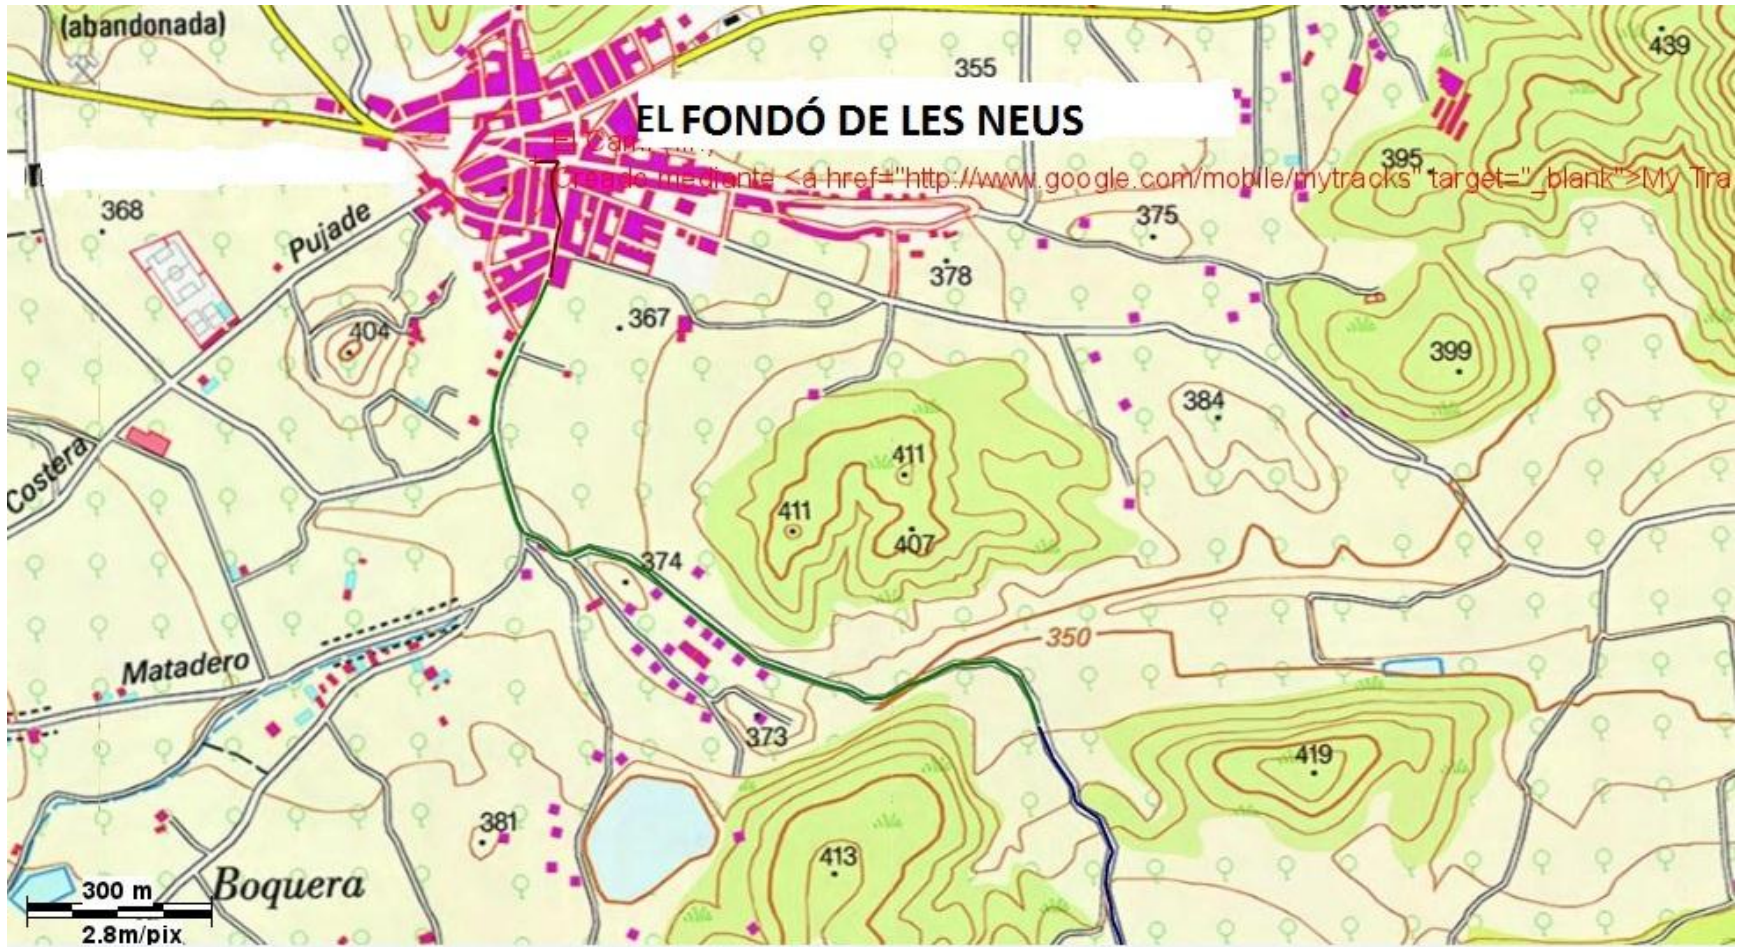 (abandonada)
439
355
EL FONDÓ DE LES NEUS
395
Creado mediante <a href="http://www.google.com/mobile/mytracks" target="_blank">My Tra
368
Pujade
375
378
367
404
399
384
Costera
411
411
407
374
350
Matadero
373
419
381
413
Boquera
300 m
2.8m/pix